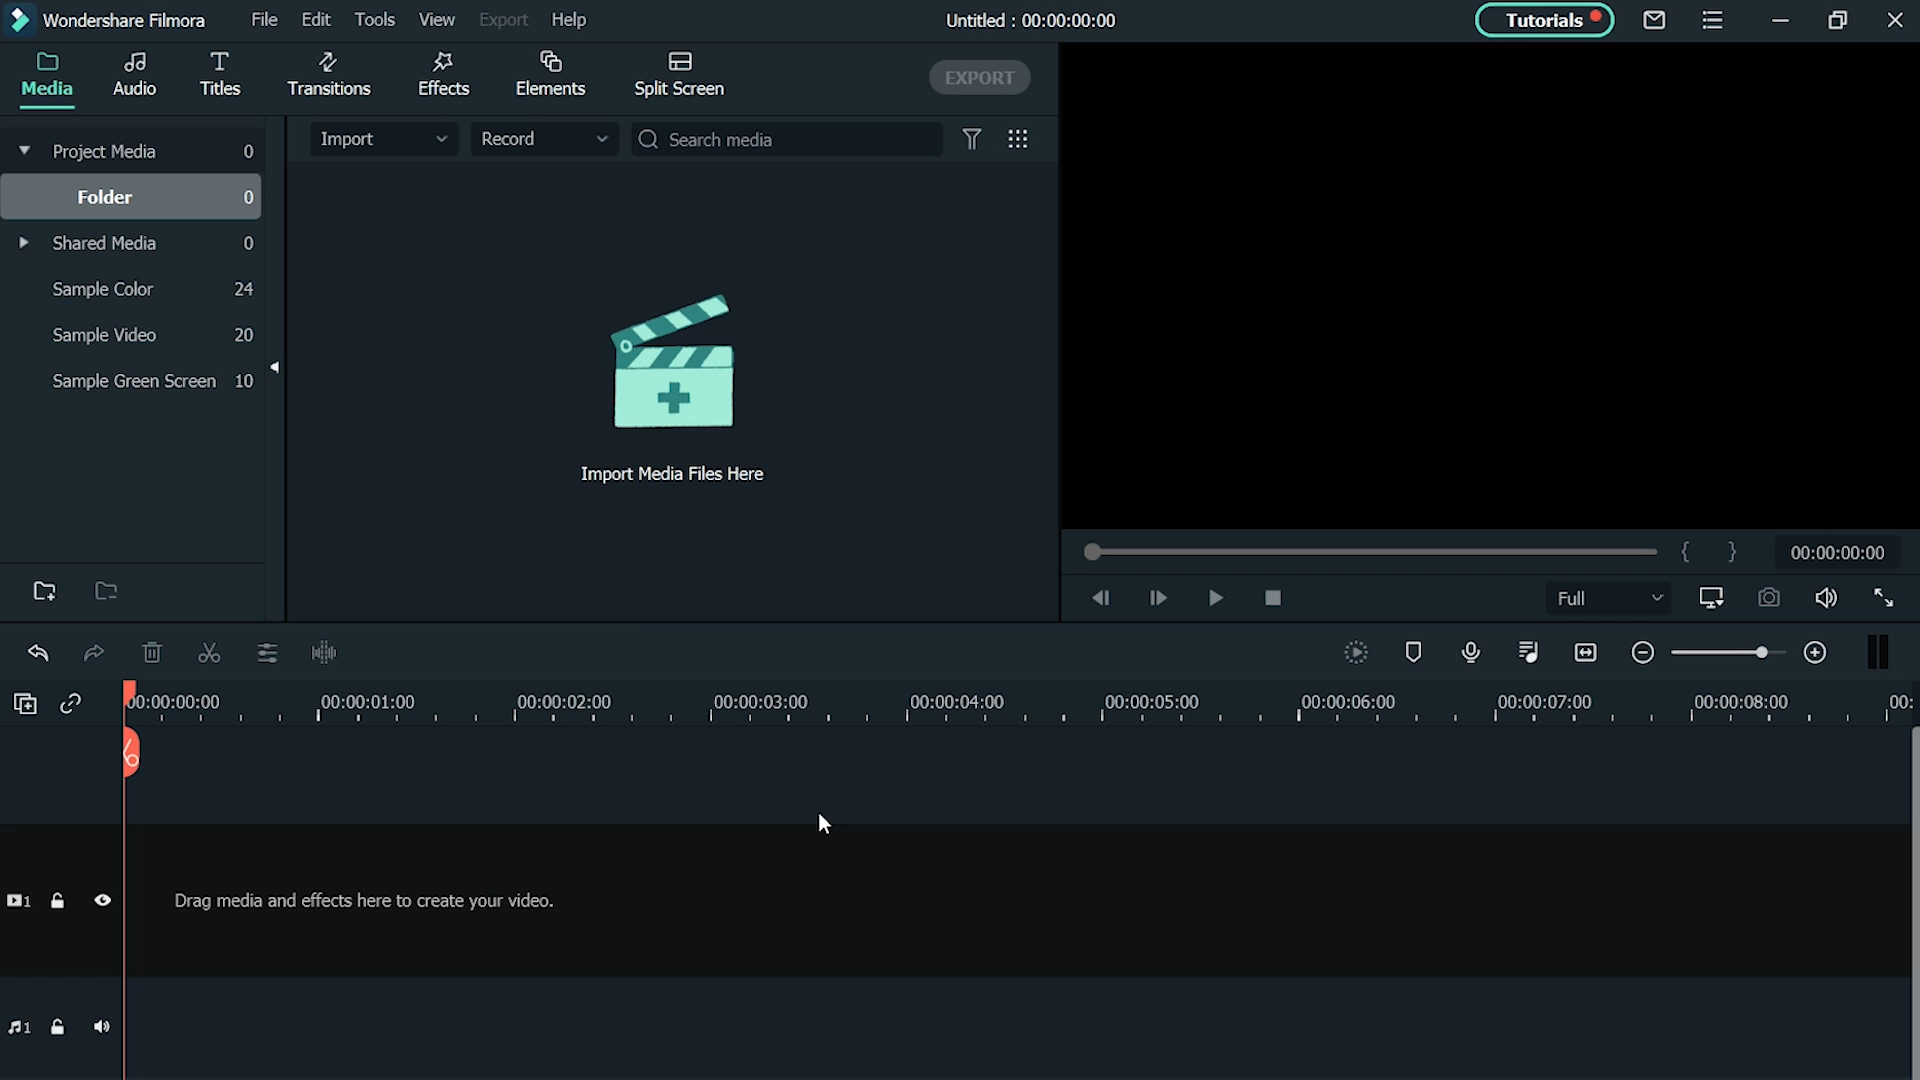 Wondershare Filmora File Edit Tools View Export Help Untitled : 00:00:00:00 Tutorials
Media Audio Titles Transitions Effects Elements Split Screen EXPORT
Import Record Search media
Project Media 0
Folder 0
Shared Media 0
Sample Color 24
Sample Video 20
Sample Green Screen 10
Import Media Files Here
{ } 00:00:00:00
Full
00:00:00:00 00:00:01:00 00:00:02:00 00:00:03:00 00:00:04:00 00:00:05:00 00:00:06:00 00:00:07:00 00:00:08:00 00:
1 Drag media and effects here to create your video.
1